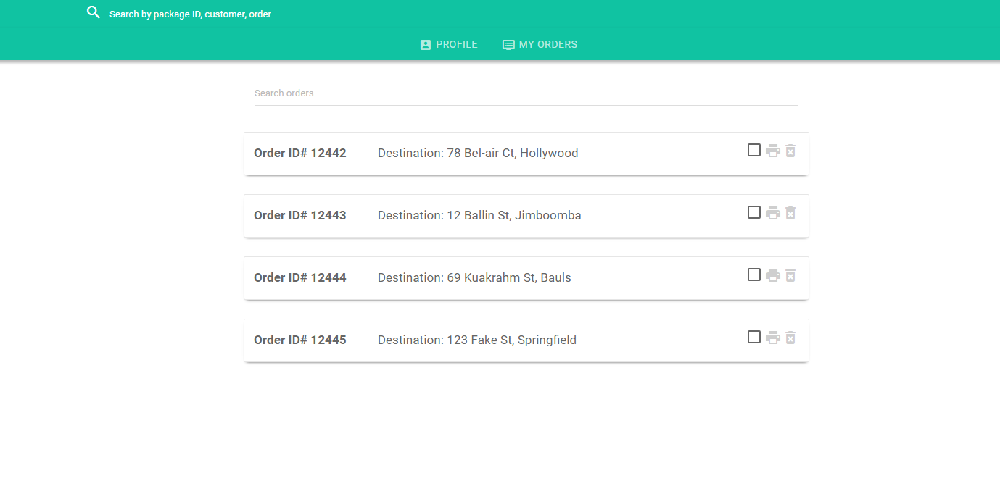 Search by package ID, customer, order
PROFILE MY ORDERS
Search orders
Order ID# 12442 Destination: 78 Bel-air Ct, Hollywood
Order ID# 12443 Destination: 12 Ballin St, Jimboomba
Order ID# 12444 Destination: 69 Kuakrahm St, Bauls
Order ID# 12445 Destination: 123 Fake St, Springfield